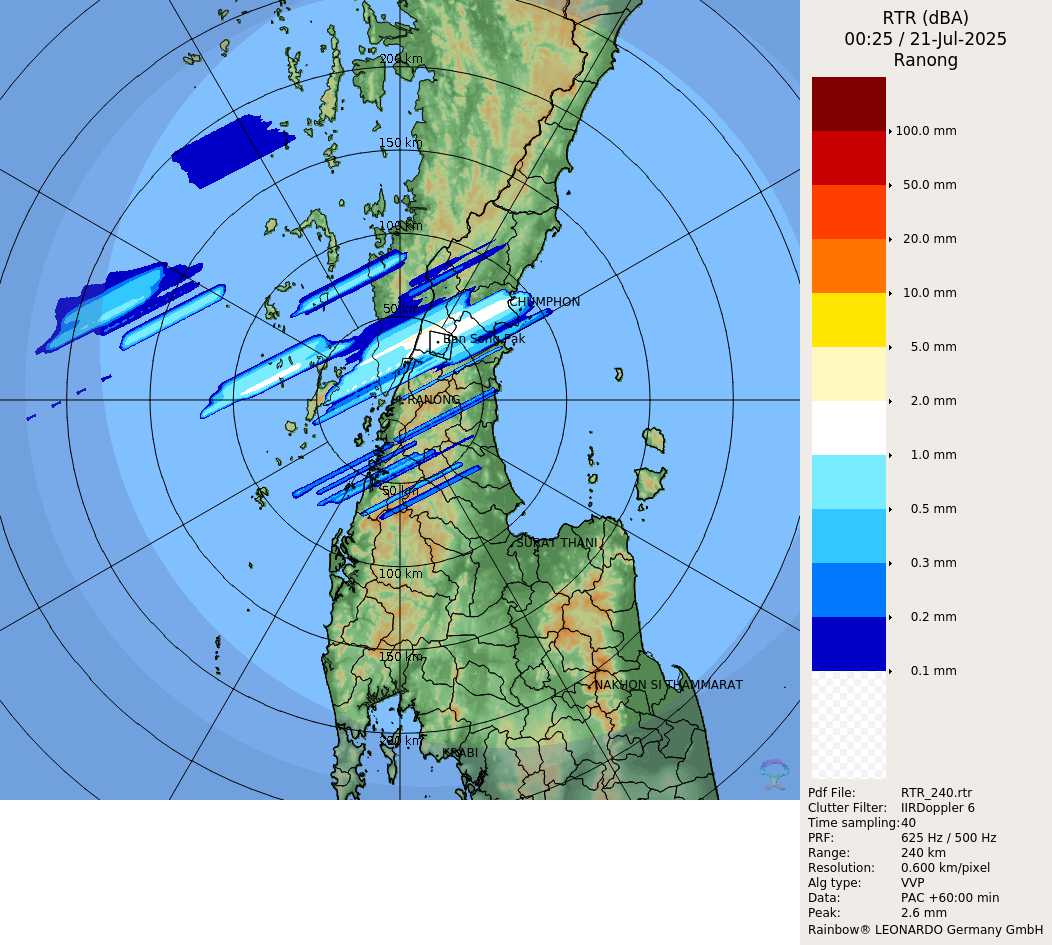 RTR (dBA)
00:25 / 21-Jul-2025
Ranong
200 km
150 km
100 km
50 km
CHUMPHON
Ban Song Pak
RANONG
50 km
SURAT THANI
100 km
150 km
NAKHON SI THAMMARAT
200 km
KRABI
100.0 mm
50.0 mm
20.0 mm
10.0 mm
5.0 mm
2.0 mm
1.0 mm
0.5 mm
0.3 mm
0.2 mm
0.1 mm
Pdf File: RTR_240.rtr
Clutter Filter: IIRDoppler 6
Time sampling: 40
PRF: 625 Hz / 500 Hz
Range: 240 km
Resolution: 0.600 km/pixel
Alg type: VVP
Data: PAC +60:00 min
Peak: 2.6 mm
Rainbow® LEONARDO Germany GmbH